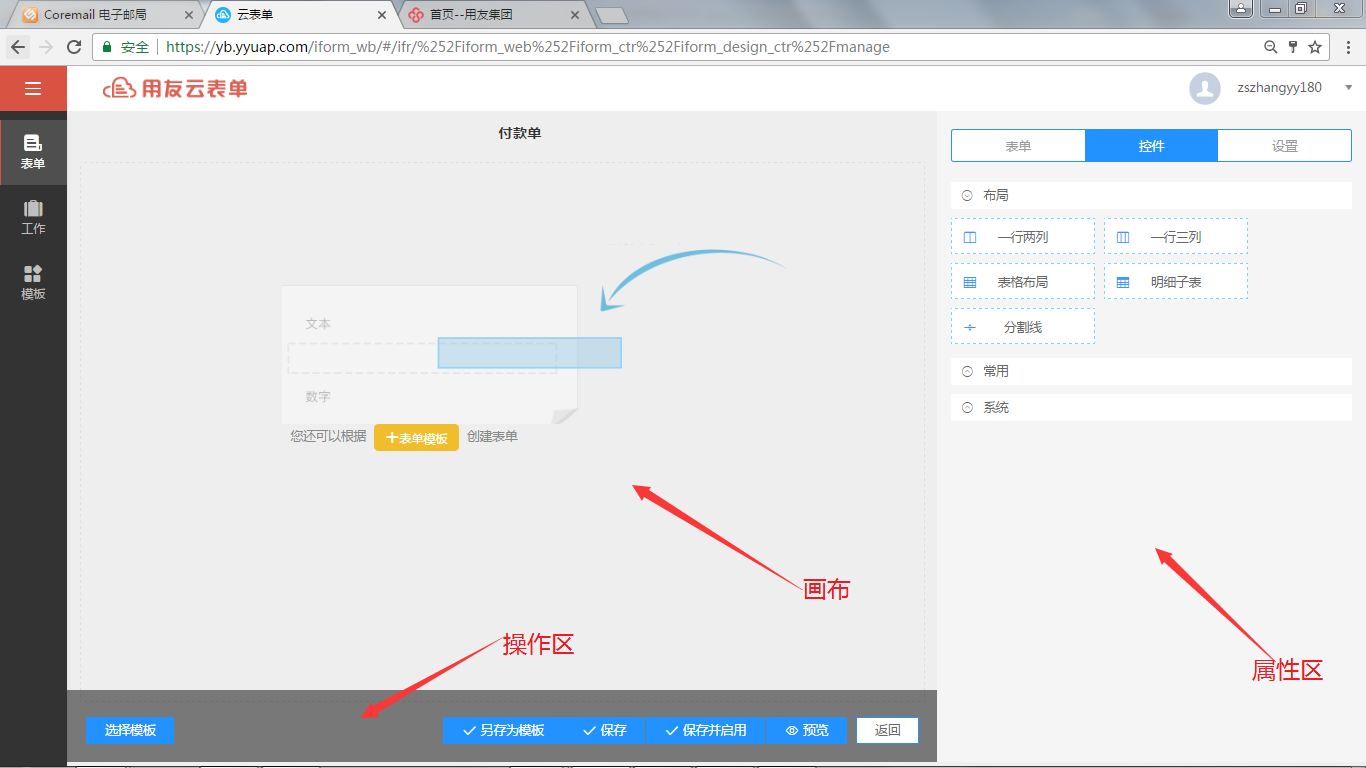 Coremail 电子邮局
云表单
首页--用友集团
安全
https://yb.yyuap.com/iform_wb/#/ifr/%252Fiform_web%252Fiform_ctr%252Fiform_design_ctr%252Fmanage
用友云表单
zszhangyy180
表单
工作
模板
付款单
文本
数字
您还可以根据 +表单模板 创建表单
画布
操作区
选择模板
另存为模板
保存
保存并启用
预览
返回
表单
控件
设置
布局
一行两列
一行三列
表格布局
明细子表
分割线
常用
系统
属性区